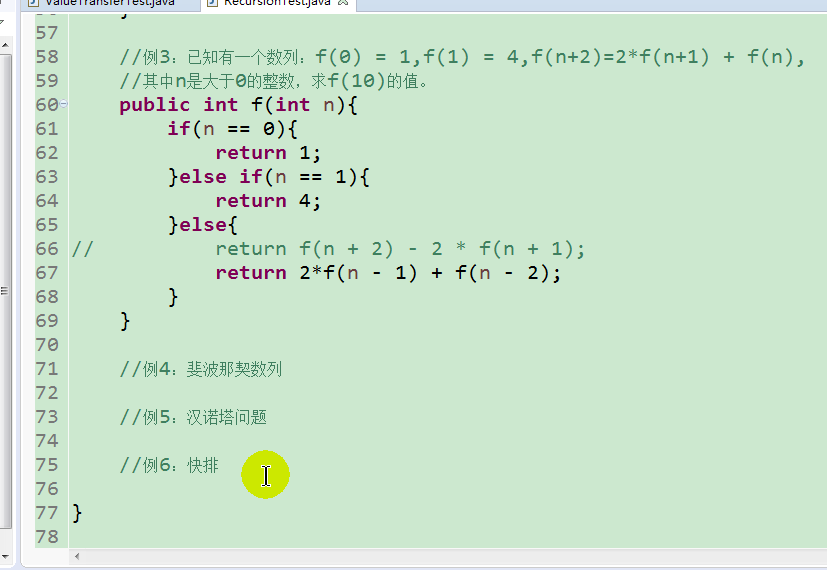 ValueTransferTest.java RecursionTest.java
57
58 //例3：已知有一个数列：f(0) = 1,f(1) = 4,f(n+2)=2*f(n+1) + f(n),
59 //其中n是大于0的整数，求f(10)的值。
60 public int f(int n){
61 if(n == 0){
62 return 1;
63 }else if(n == 1){
64 return 4;
65 }else{
66 // return f(n + 2) - 2 * f(n + 1);
67 return 2*f(n - 1) + f(n - 2);
68 }
69 }
70
71 //例4：斐波那契数列
72
73 //例5：汉诺塔问题
74
75 //例6：快排
76
77 }
78